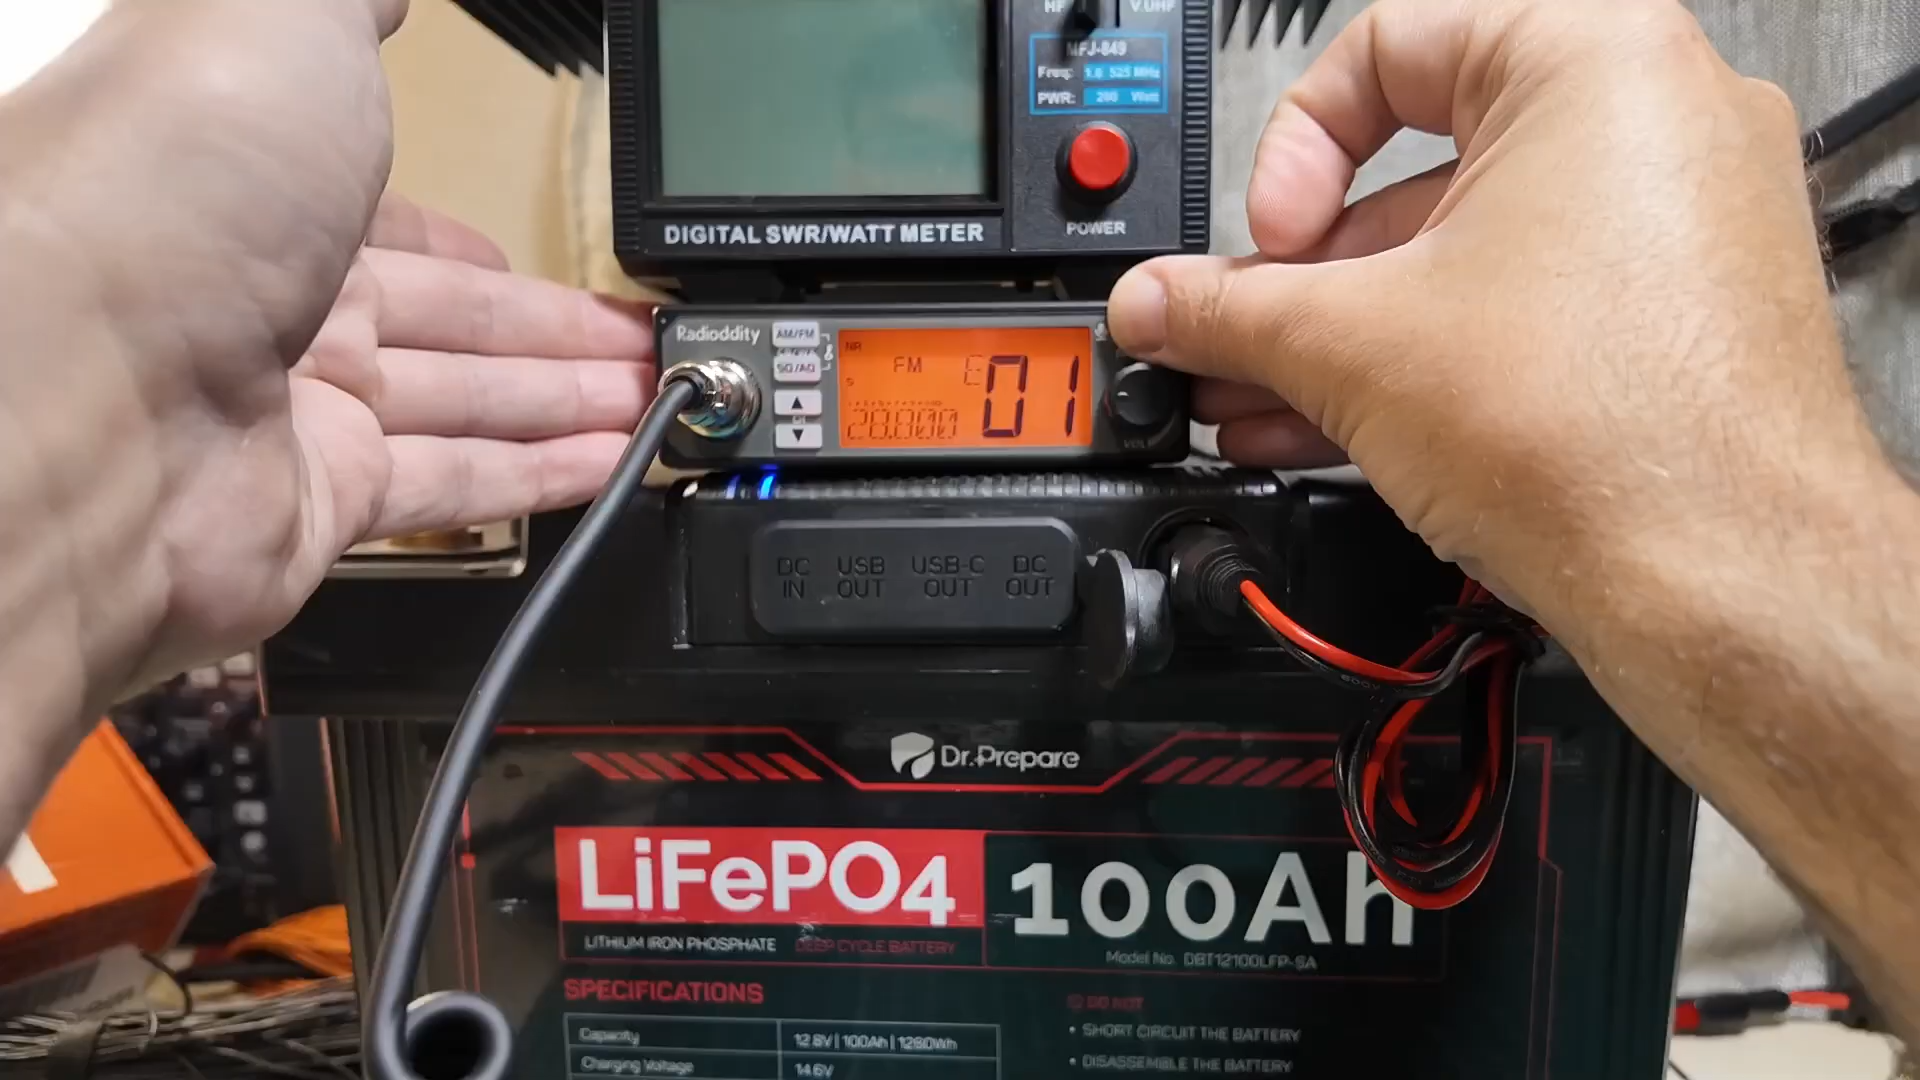 HF V.UHF
MFJ-849
Freq: 1.6 525 MHz
PWR: 200 Watt
DIGITAL SWR/WATT METER
POWER
Radioddity
AM/FM
SQ/AQ
CH
NR
FM
28.800
01
VOL
DC IN
USB OUT
USB-C OUT
DC OUT
Dr.Prepare
LiFePO4
100Ah
LITHIUM IRON PHOSPHATE DEEP CYCLE BATTERY
Model No. DBT12100LFP-SA
SPECIFICATIONS
Capacity 12.8V | 100Ah | 1280Wh
Charging Voltage 14.6V
DO NOT
• SHORT CIRCUIT THE BATTERY
• DISASSEMBLE THE BATTERY